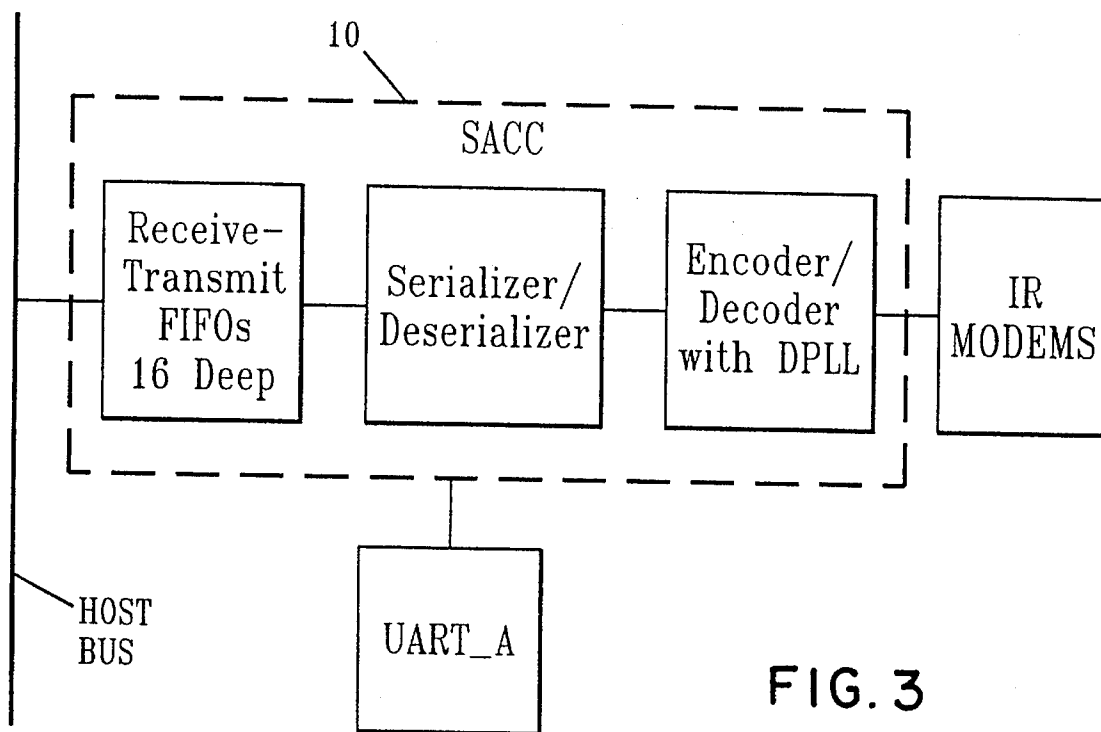 10
SACC
Receive-
Transmit
FIFOs
16 Deep
Serializer/
Deserializer
Encoder/
Decoder
with DPLL
IR
MODEMS
HOST
BUS
UART_A
FIG. 3